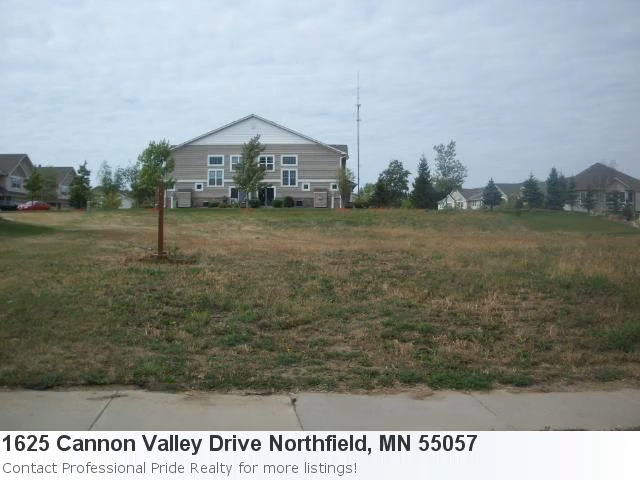 1625 Cannon Valley Drive Northfield, MN 55057
Contact Professional Pride Realty for more listings!